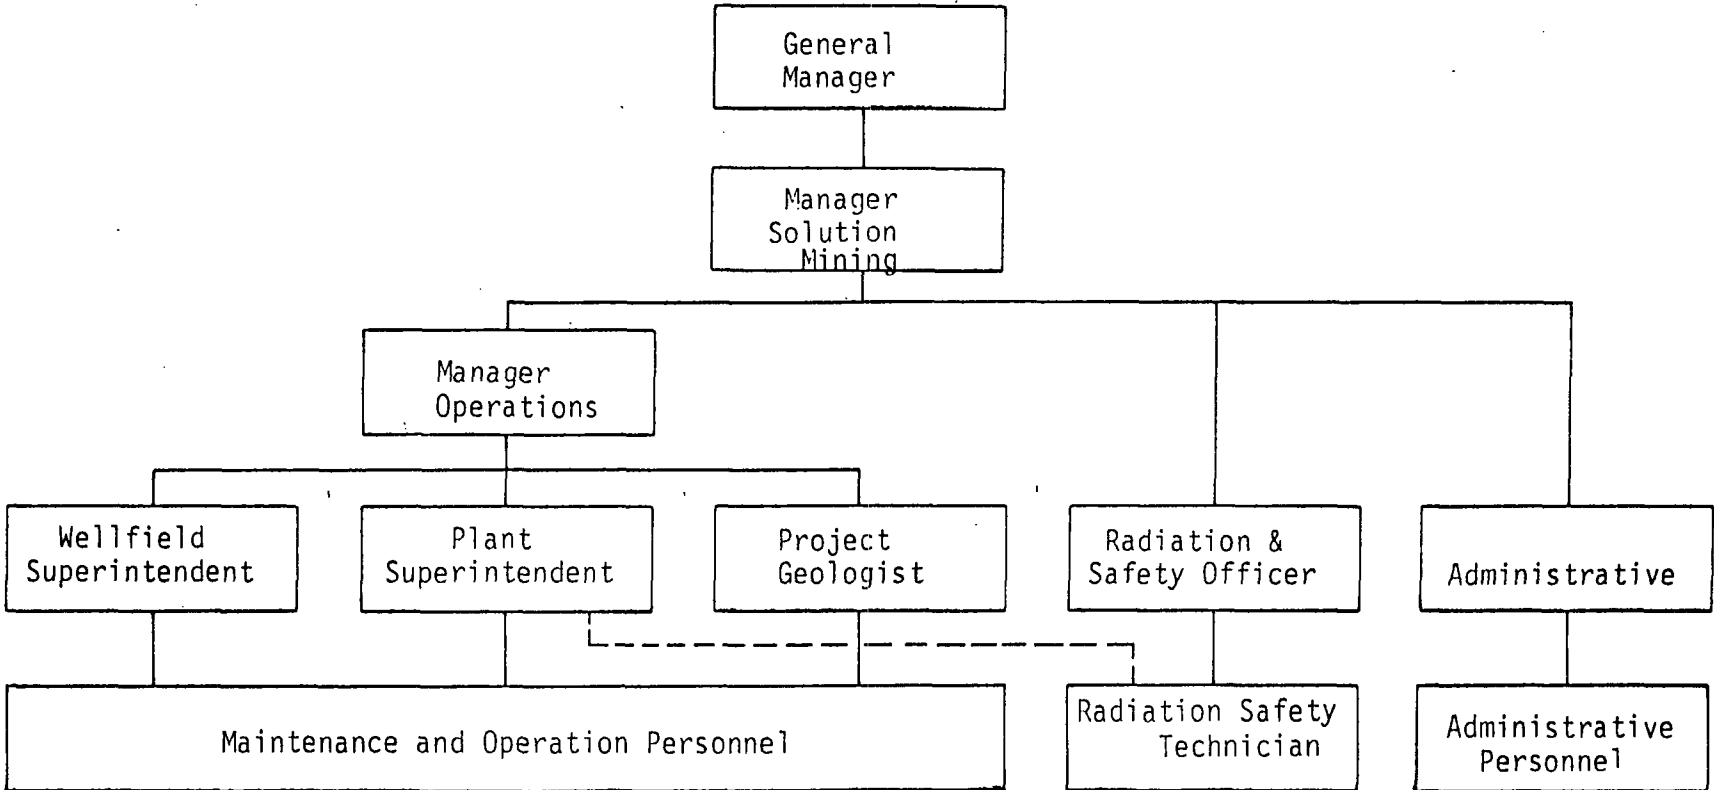 General
Manager
Manager
Solution
Mining
Manager
Operations
Wellfield
Superintendent
Plant
Superintendent
Project
Geologist
Radiation &
Safety Officer
Administrative
Maintenance and Operation Personnel
Radiation Safety
Technician
Administrative
Personnel